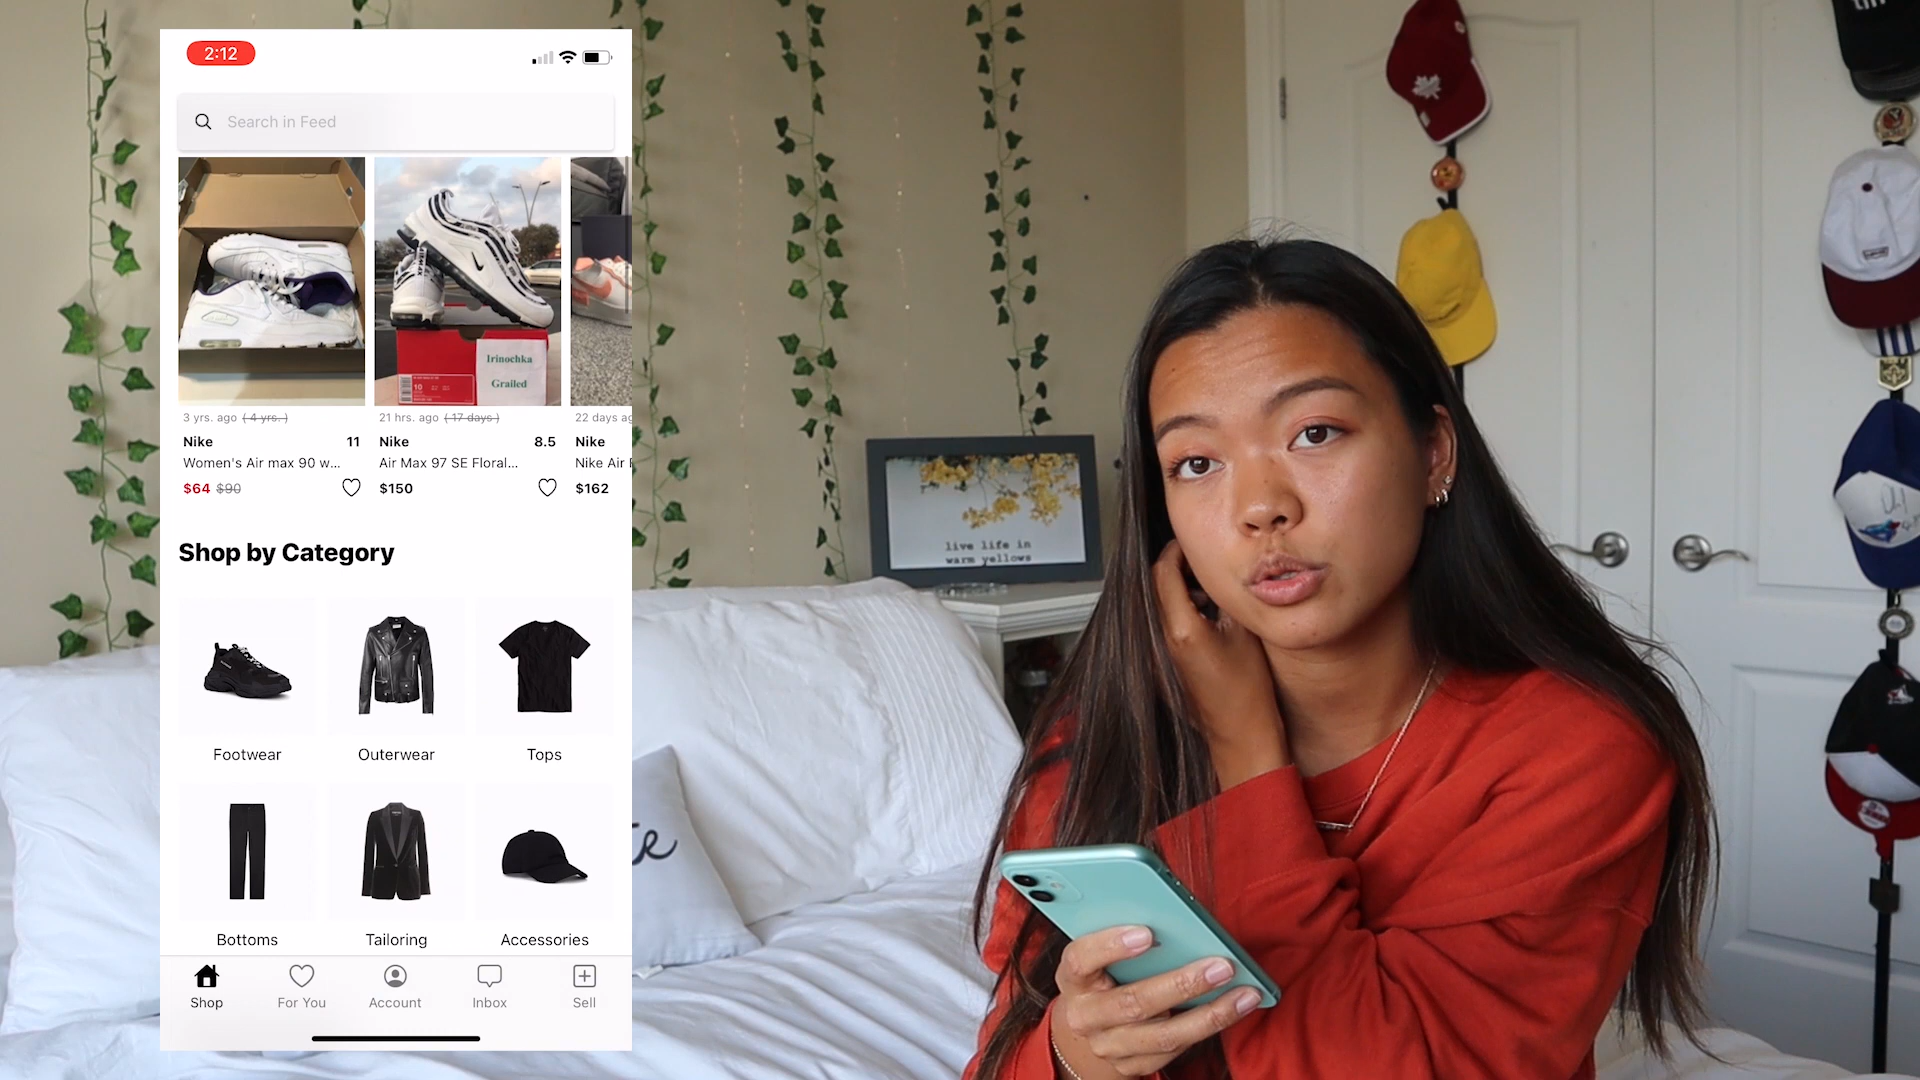 2:12
Search in Feed
Irinochka
Grailed
10
3 yrs. ago (4 yrs.)
21 hrs. ago (17 days)
22 days ag
Nike 11
Nike 8.5
Nike
Women's Air max 90 w...
Air Max 97 SE Floral...
Nike Air
$64 $90
$150
$162
Shop by Category
Footwear
Outerwear
Tops
Bottoms
Tailoring
Accessories
Shop
For You
Account
Inbox
Sell
live life in
warm yellows